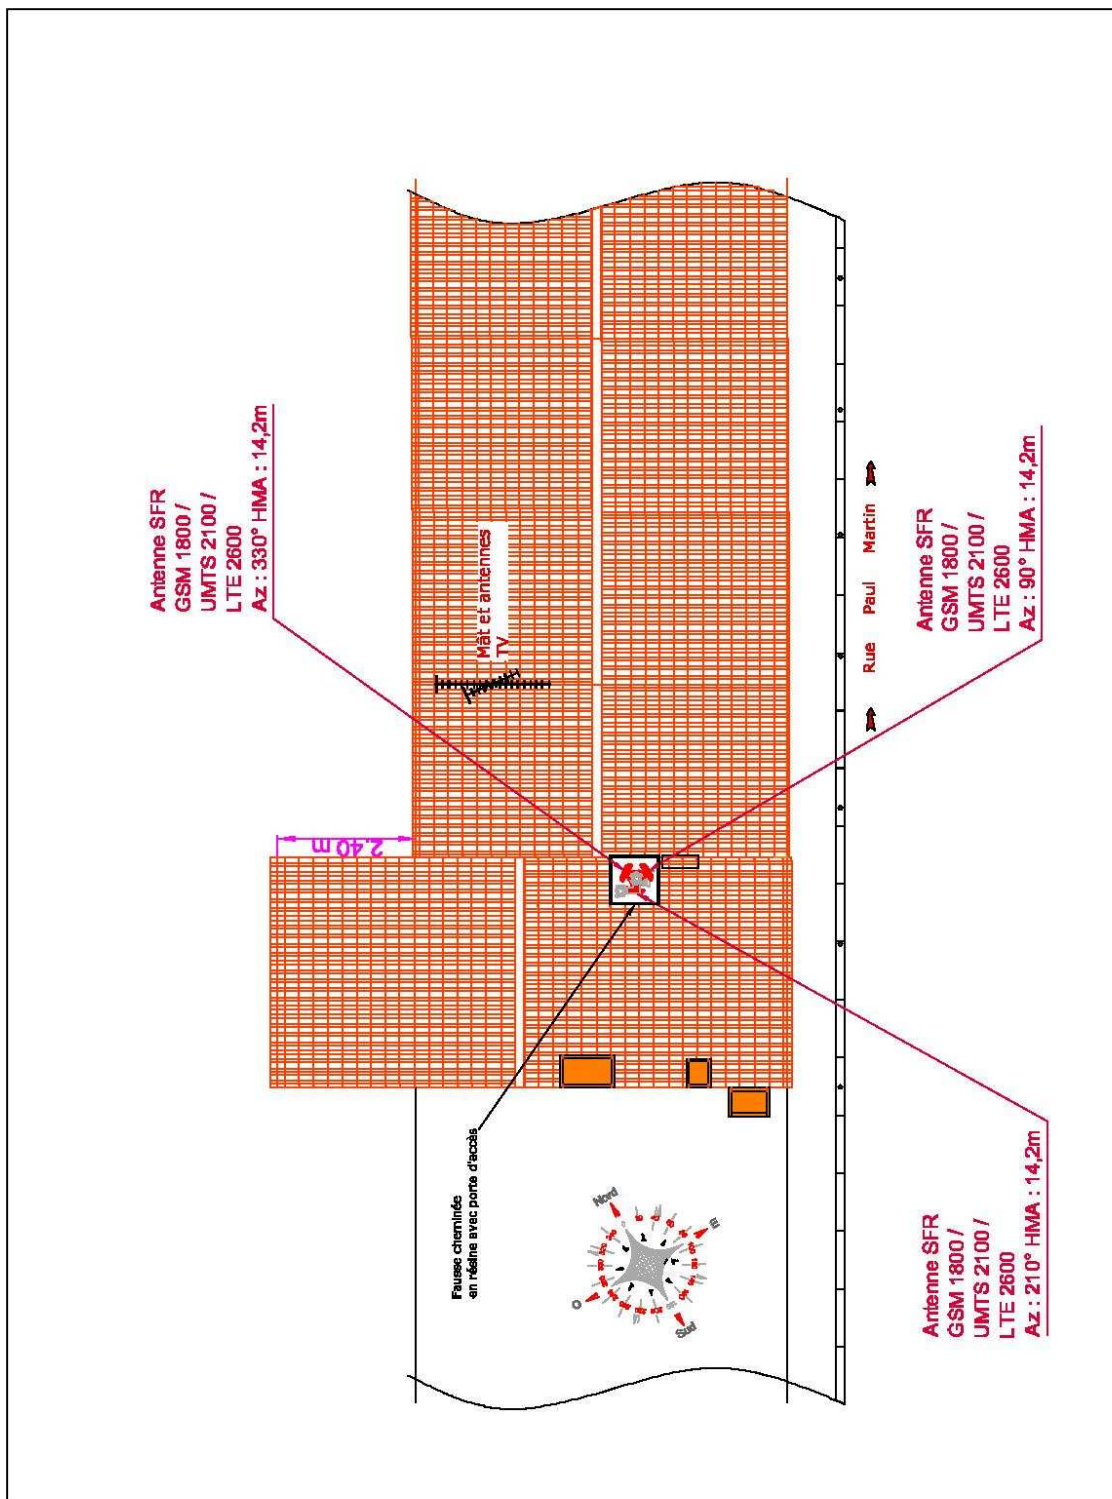 Antenne SFR
GSM 1800 /
UMTS 2100 /
LTE 2600
Az : 330° HMA : 14,2m
Mât et antennes
TV
2.40 m
Antenne SFR
GSM 1800 /
UMTS 2100 /
LTE 2600
Az : 90° HMA : 14,2m
Rue Paul Martin
Fausse cheminée
en résine avec porte d'accès
Nord
E
Sud
O
Antenne SFR
GSM 1800 /
UMTS 2100 /
LTE 2600
Az : 210° HMA : 14,2m